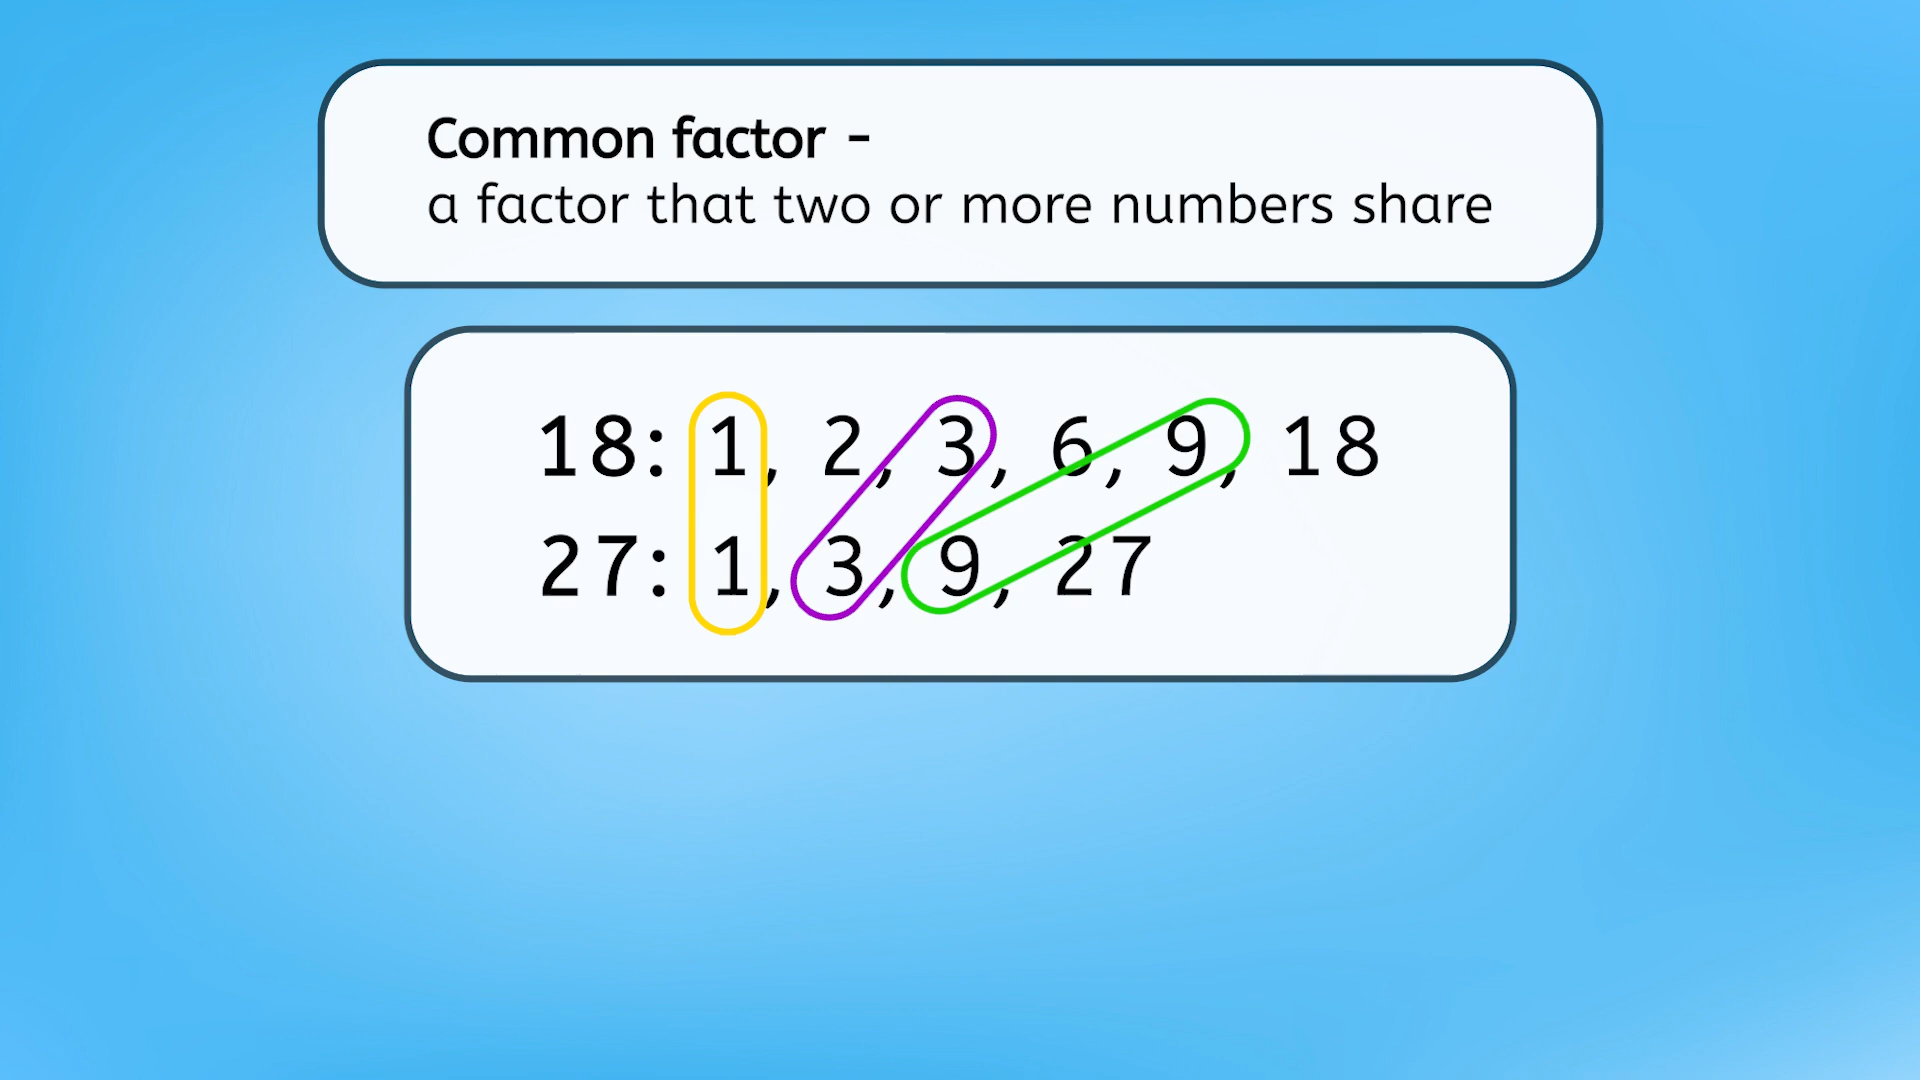 Common factor -
a factor that two or more numbers share
18: 1, 2, 3, 6, 9, 18
27: 1, 3, 9, 27